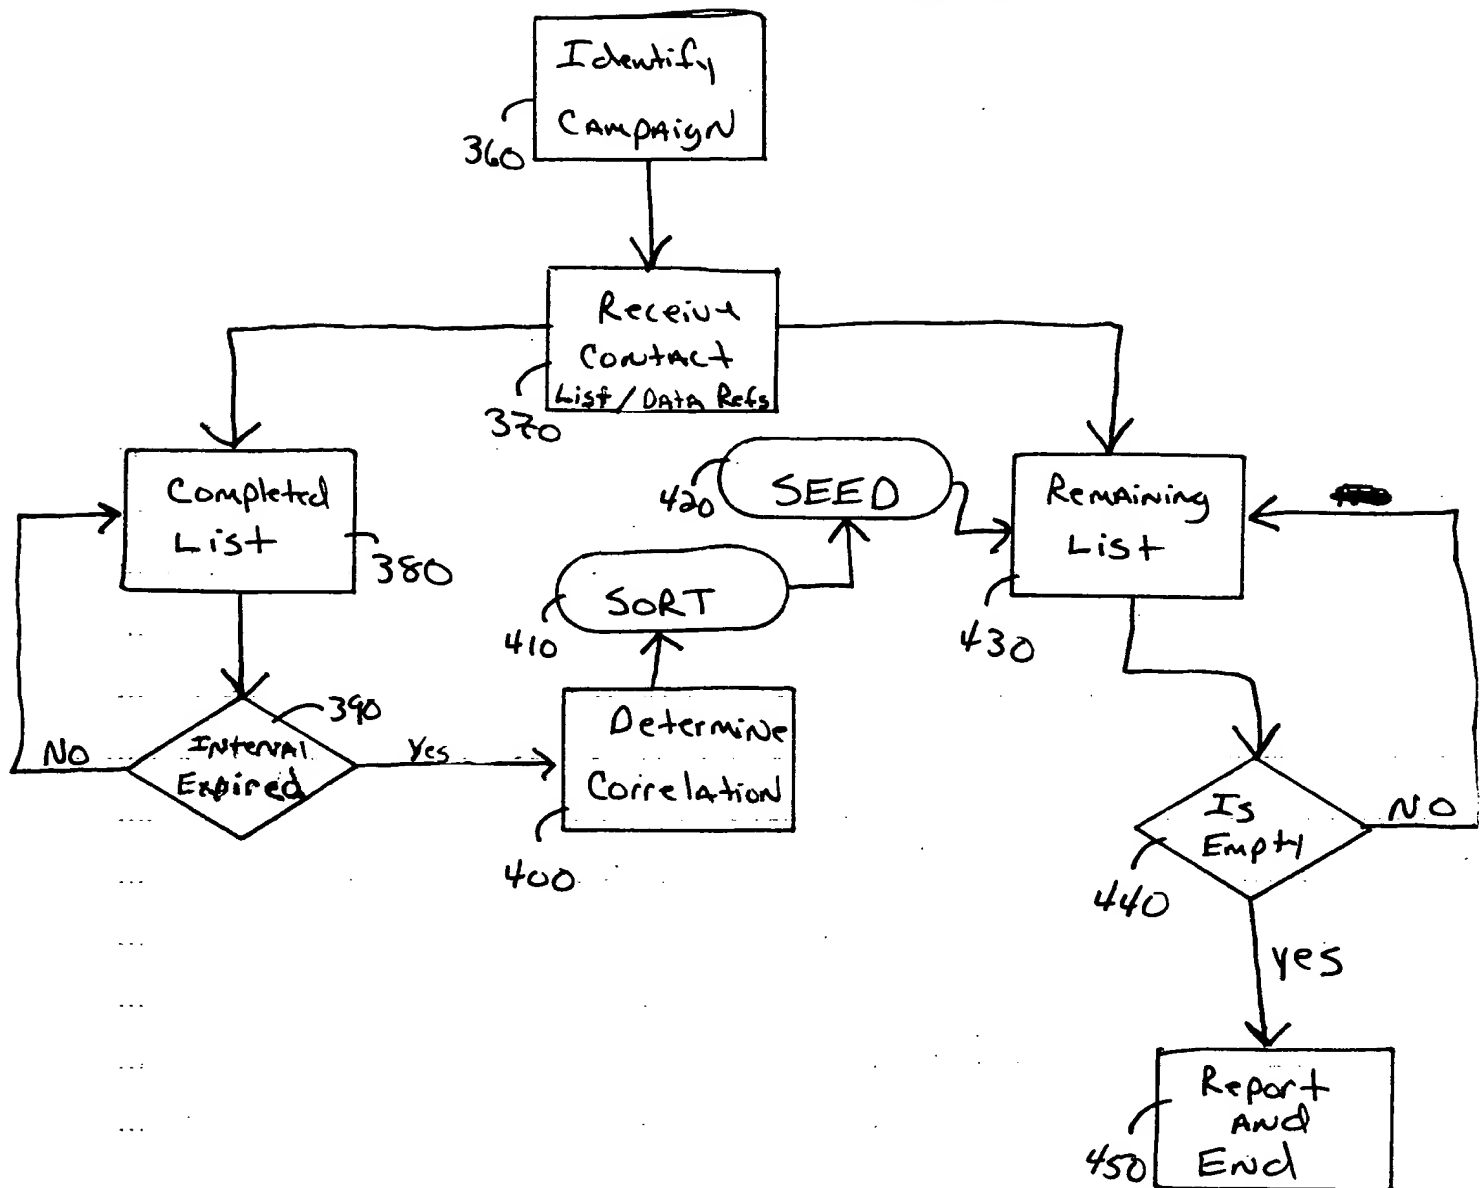 Identify
Campaign
360
Receive
Contact
List / Data Refs
370
Completed
List
380
420
SEED
Remaining
List
430
SORT
410
390
Interval
Expired
NO
Yes
Determine
Correlation
400
Is
Empty
NO
440
yes
Report
And
End
450